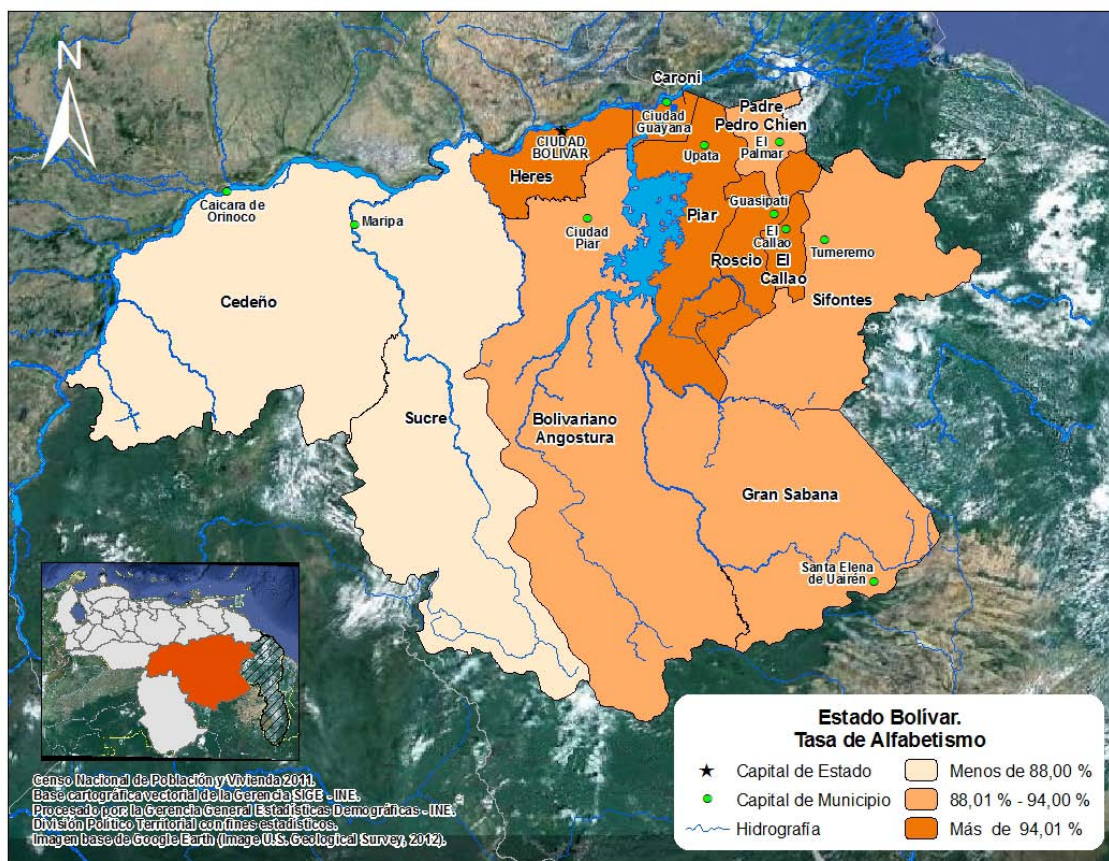 N
Caroni
Ciudad
Guayana
Padre
Pedro Chien
El
Palmar
CIUDAD
BOLIVAR
Upata
Heres
Caicara de
Orinoco
Maripa
Ciudad
Piar
Piar
Guasipati
El
Callao
Tumeremo
Roscio
El
Callao
Sifontes
Cedeño
Sucre
Bolivariano
Angostura
Gran Sabana
Santa Elena
de Uairén
Estado Bolívar.
Tasa de Alfabetismo
Capital de Estado
Menos de 88,00 %
Capital de Municipio
88,01 % - 94,00 %
Hidrografía
Más de 94,01 %
Censo Nacional de Población y Vivienda 2011.
Base cartográfica vectorial de la Gerencia SIGE - INE.
Procesado por: la Gerencia General Estadísticas Demográficas - INE.
División Político Territorial con fines estadísticos.
Imagen base de Google Earth (Image U.S. Geological Survey, 2012).